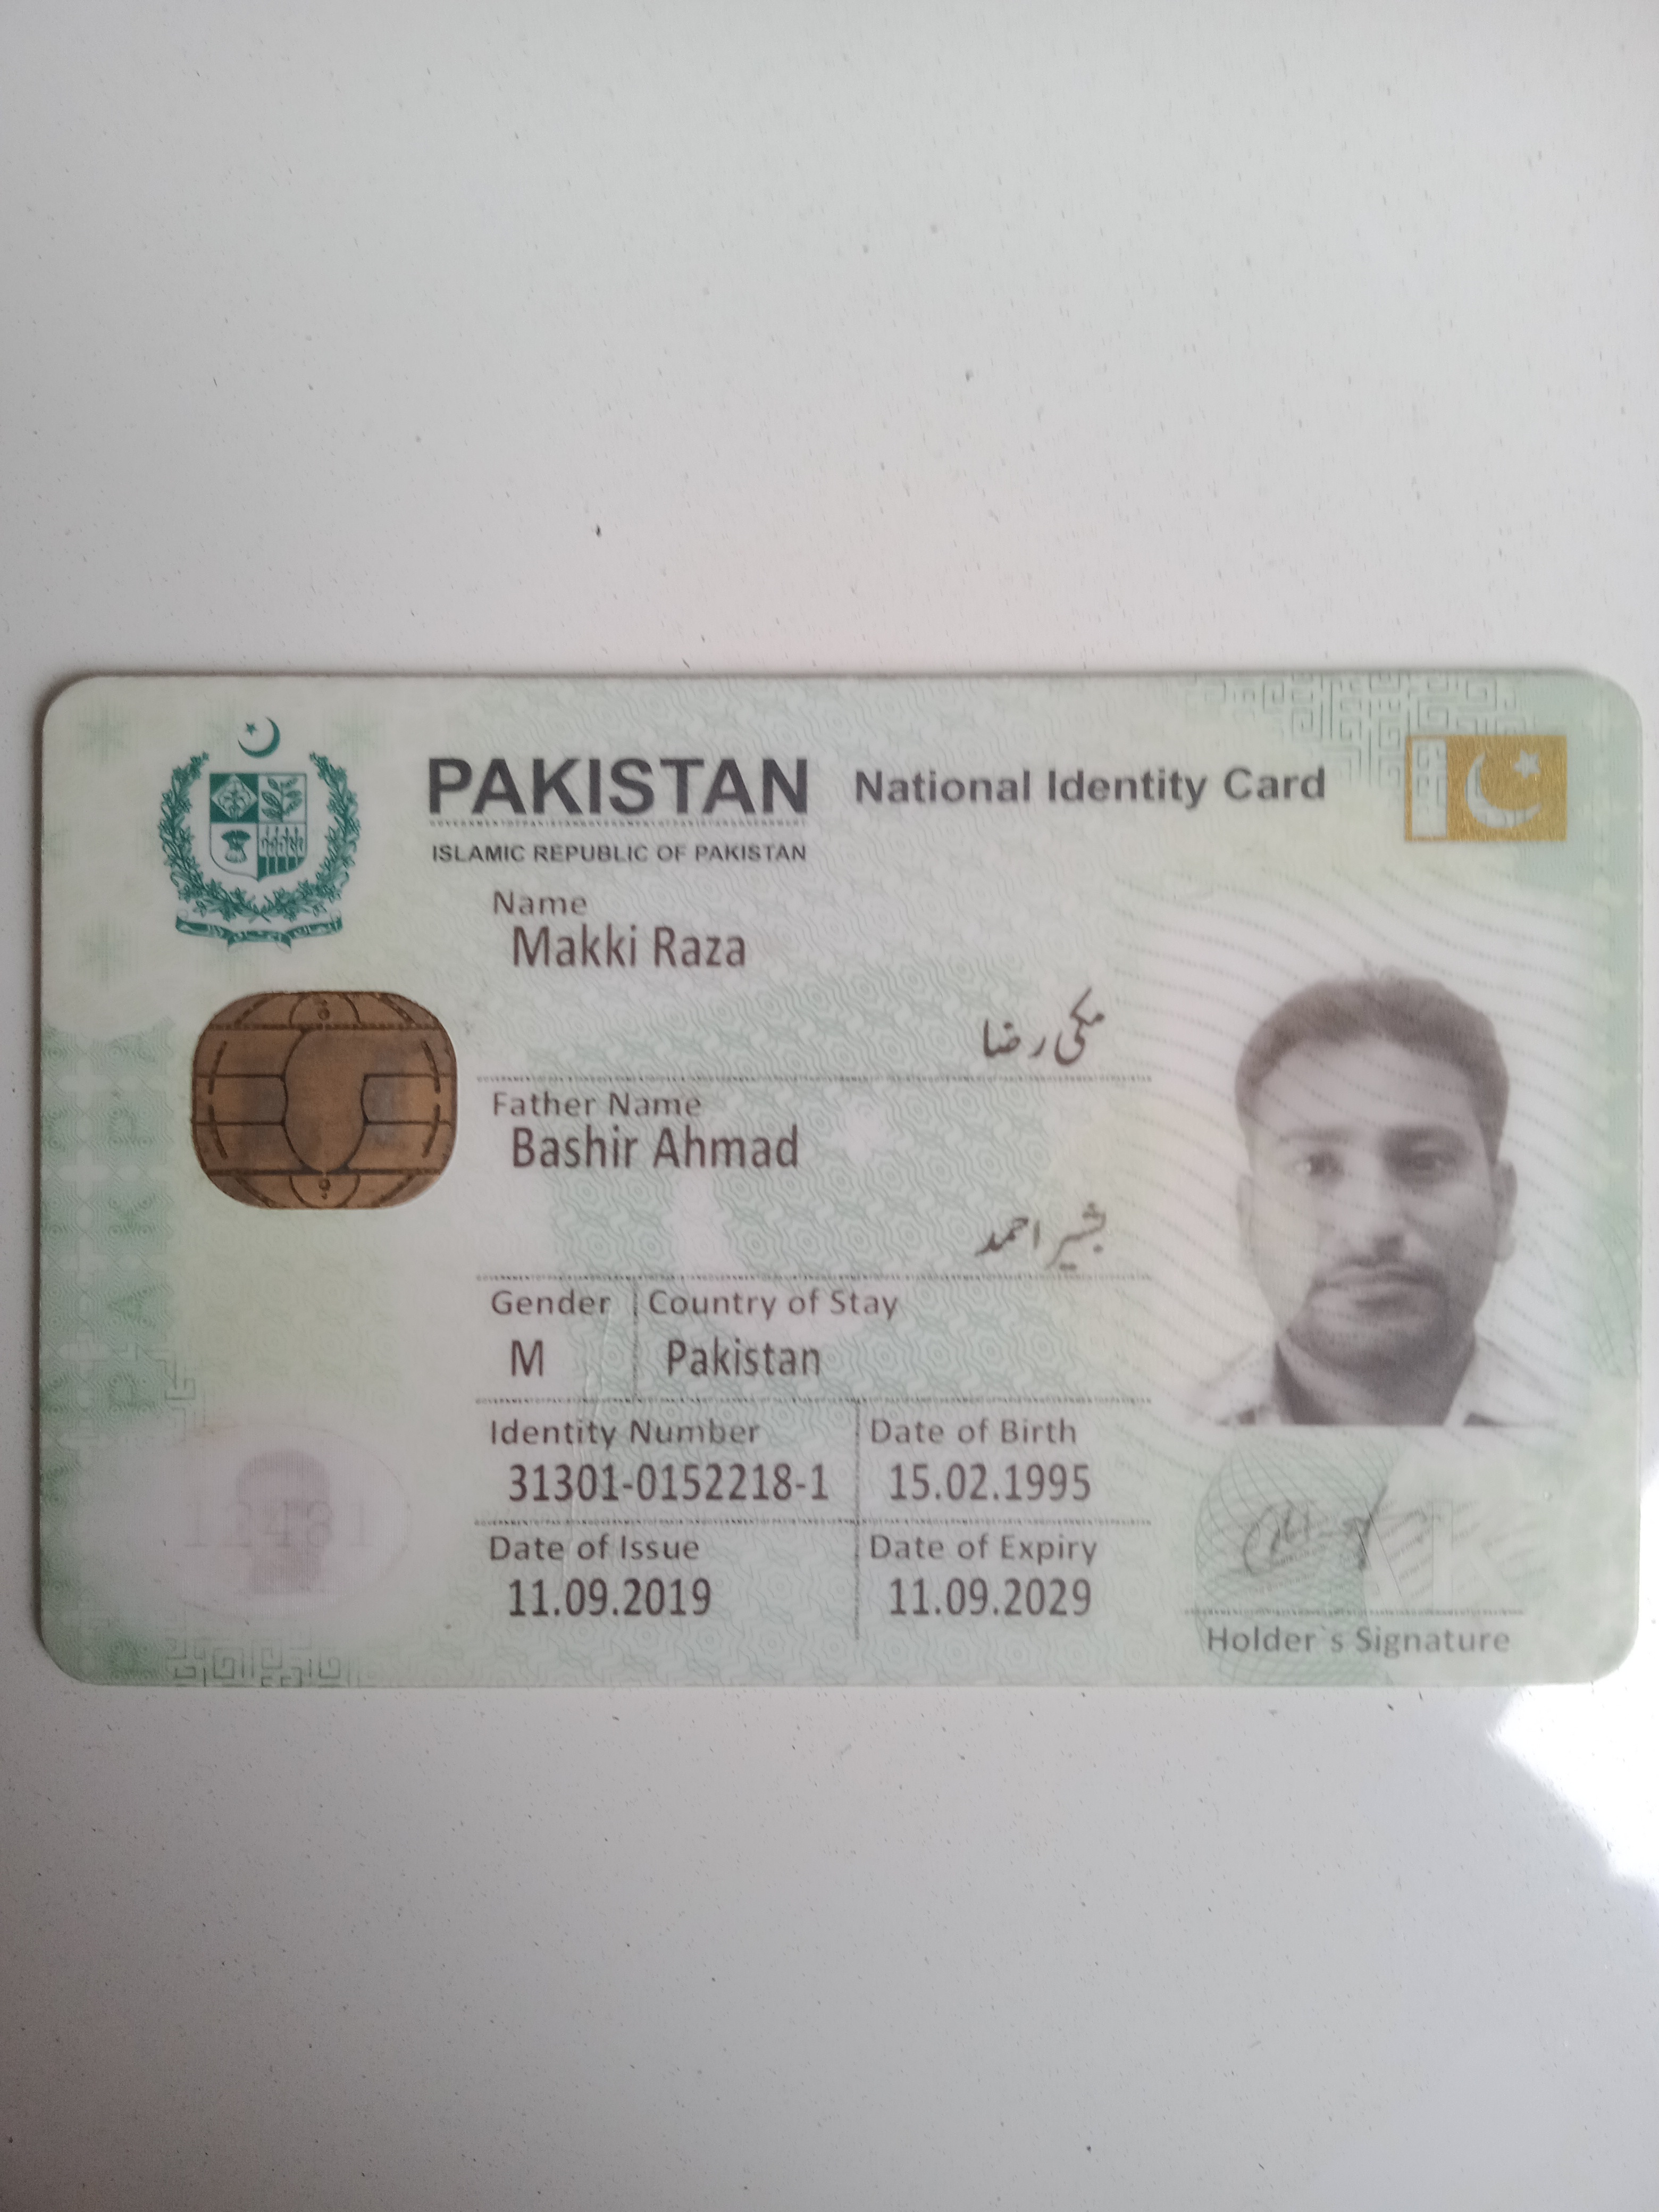 PAKISTAN National Identity Card
ISLAMIC REPUBLIC OF PAKISTAN
Name
Makki Raza
مکی رضا
Father Name
Bashir Ahmad
بشیر احمد
Gender Country of Stay
M Pakistan
Identity Number Date of Birth
31301-0152218-1 15.02.1995
Date of Issue Date of Expiry
11.09.2019 11.09.2029
Holder`s Signature